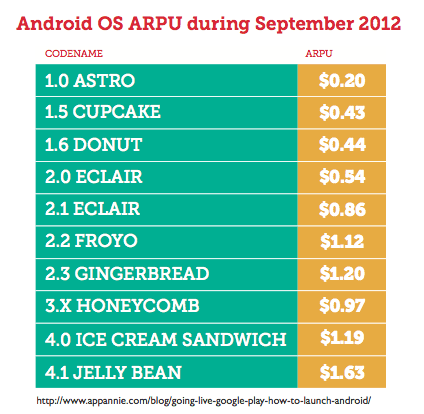 Android OS ARPU during September 2012
CODENAME ARPU
1.0 ASTRO $0.20
1.5 CUPCAKE $0.43
1.6 DONUT $0.44
2.0 ECLAIR $0.54
2.1 ECLAIR $0.86
2.2 FROYO $1.12
2.3 GINGERBREAD $1.20
3.X HONEYCOMB $0.97
4.0 ICE CREAM SANDWICH $1.19
4.1 JELLY BEAN $1.63
http://www.appannie.com/blog/going-live-google-play-how-to-launch-android/